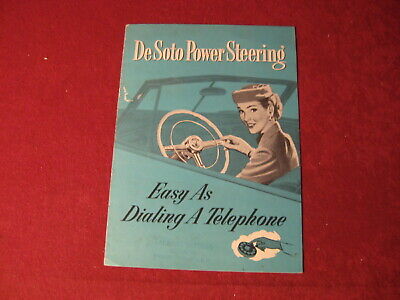 De Soto Power Steering
Easy As
Dialing A Telephone